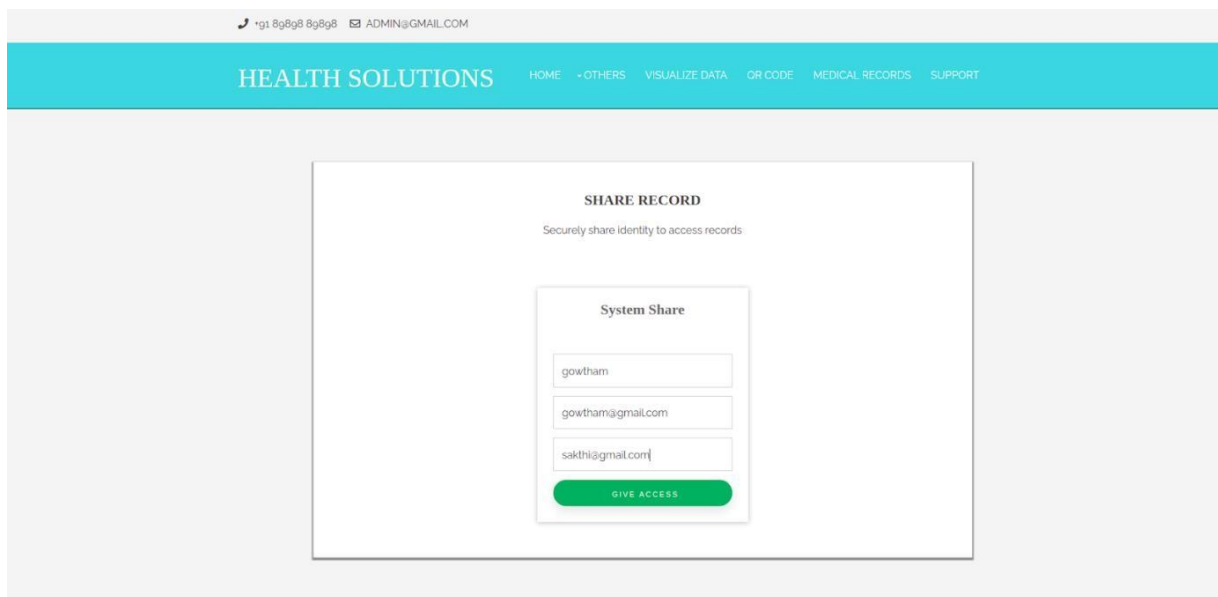 +91 89898 89898 ADMIN@GMAIL.COM
HEALTH SOLUTIONS HOME OTHERS VISUALIZE DATA QR CODE MEDICAL RECORDS SUPPORT
SHARE RECORD
Securely share identity to access records
System Share
gowtham
gowtham@gmail.com
sakthi@gmail.com
GIVE ACCESS